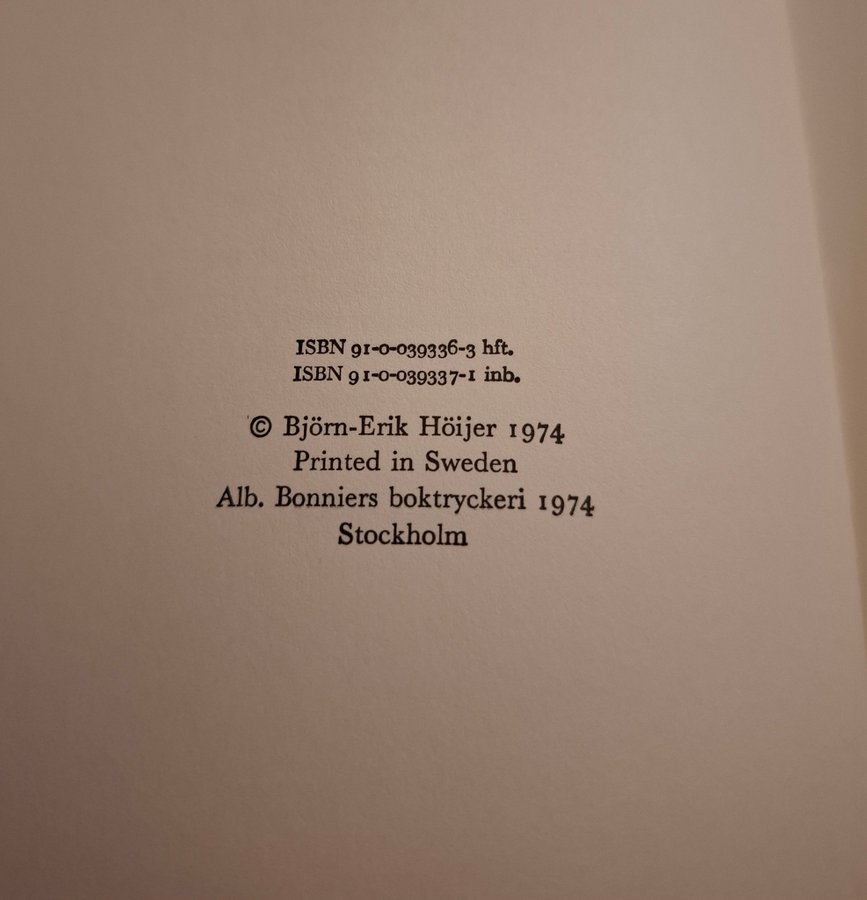 ISBN 91-0-039336-3 hft.
ISBN 91-0-039337-1 inb.
© Björn-Erik Höijer 1974
Printed in Sweden
Alb. Bonniers boktryckeri 1974
Stockholm